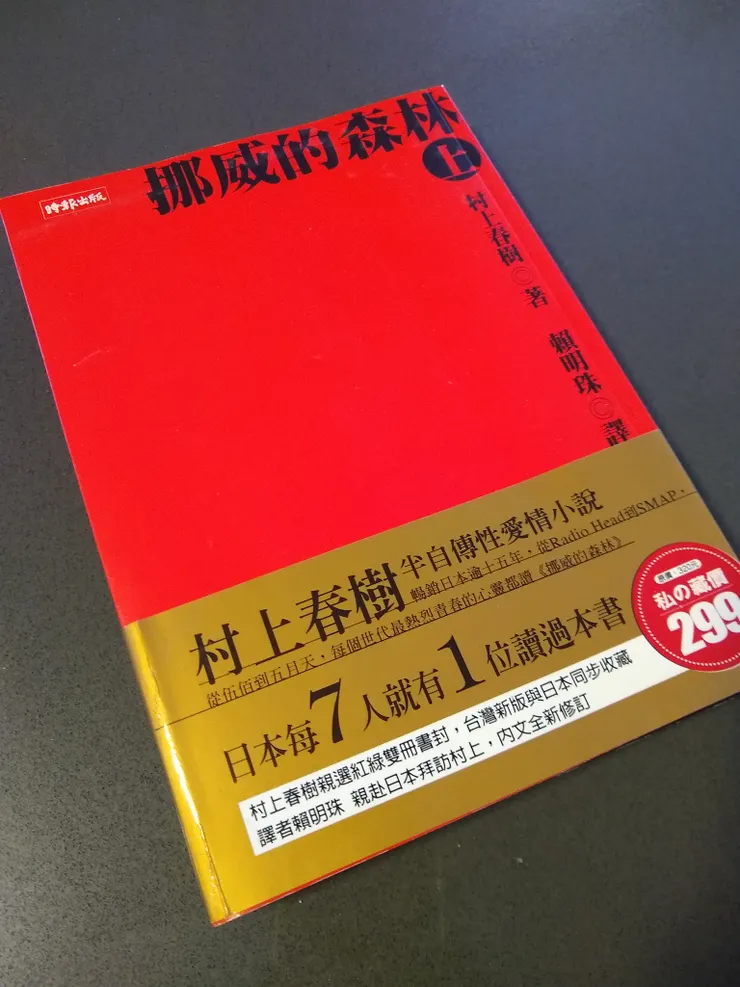 時報出版
挪威的森林
上
村上春樹©著
賴明珠©譯
村上春樹半自傳性愛情小說
暢銷日本逾十五年，從Radio Head到SMAP，
從伍佰到五月天，每個世代最熱烈青春的心靈都讀《挪威的森林》
日本每7人就有1位讀過本書
村上春樹親選紅綠雙冊書封，台灣新版與日本同步收藏
譯者賴明珠 親赴日本拜訪村上，內文全新修訂
原價：320元
私の藏價
299